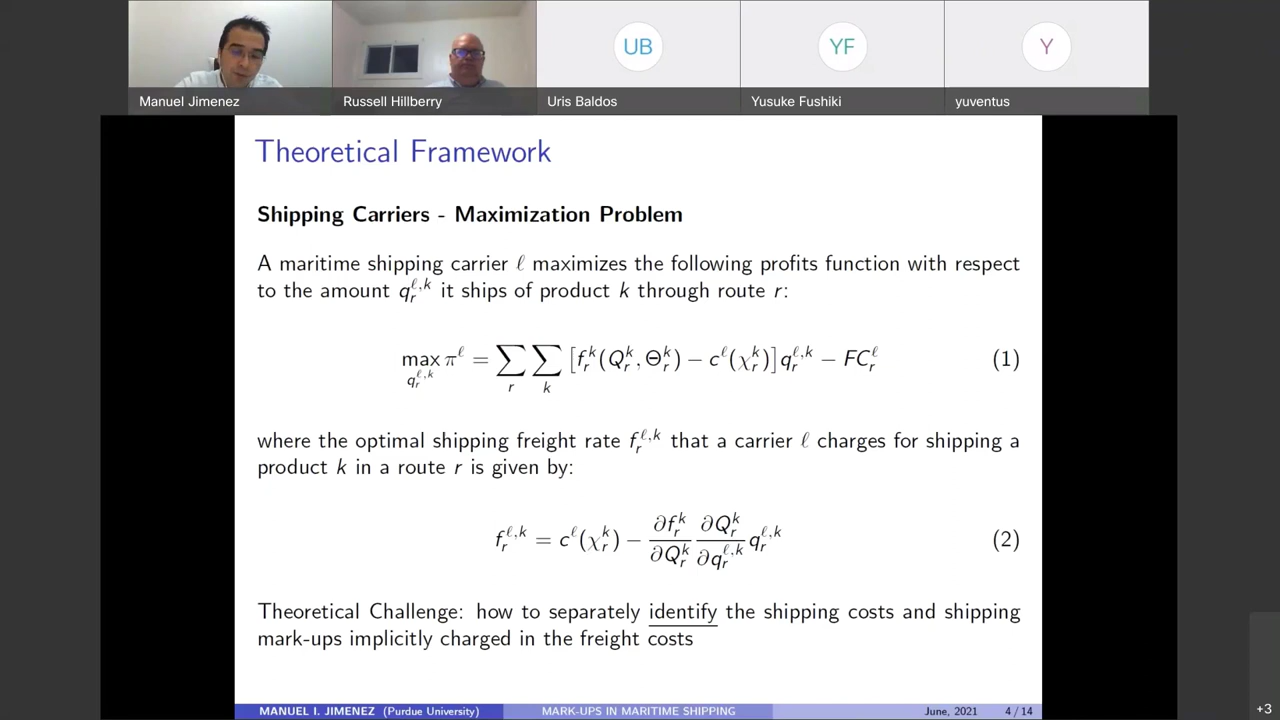 UB
YF
Y
Manuel Jimenez
Russell Hillberry
Uris Baldos
Yusuke Fushiki
yuventus
Theoretical Framework
Shipping Carriers - Maximization Problem
A maritime shipping carrier ℓ maximizes the following profits function with respect
to the amount q_r^{ℓ,k} it ships of product k through route r:
max_{q_r^{ℓ,k}} π^ℓ = ∑_r ∑_k [f_r^k(Q_r^k, Θ_r^k) − c^ℓ(χ_r^k)]q_r^{ℓ,k} − FC_r^ℓ (1)
where the optimal shipping freight rate f_r^{ℓ,k} that a carrier ℓ charges for shipping a
product k in a route r is given by:
f_r^{ℓ,k} = c^ℓ(χ_r^k) − \frac{∂f_r^k}{∂Q_r^k} \frac{∂Q_r^k}{∂q_r^{ℓ,k}} q_r^{ℓ,k} (2)
Theoretical Challenge: how to separately identify the shipping costs and shipping
mark-ups implicitly charged in the freight costs
MANUEL I. JIMENEZ (Purdue University) MARK-UPS IN MARITIME SHIPPING June, 2021 4 / 14
+3